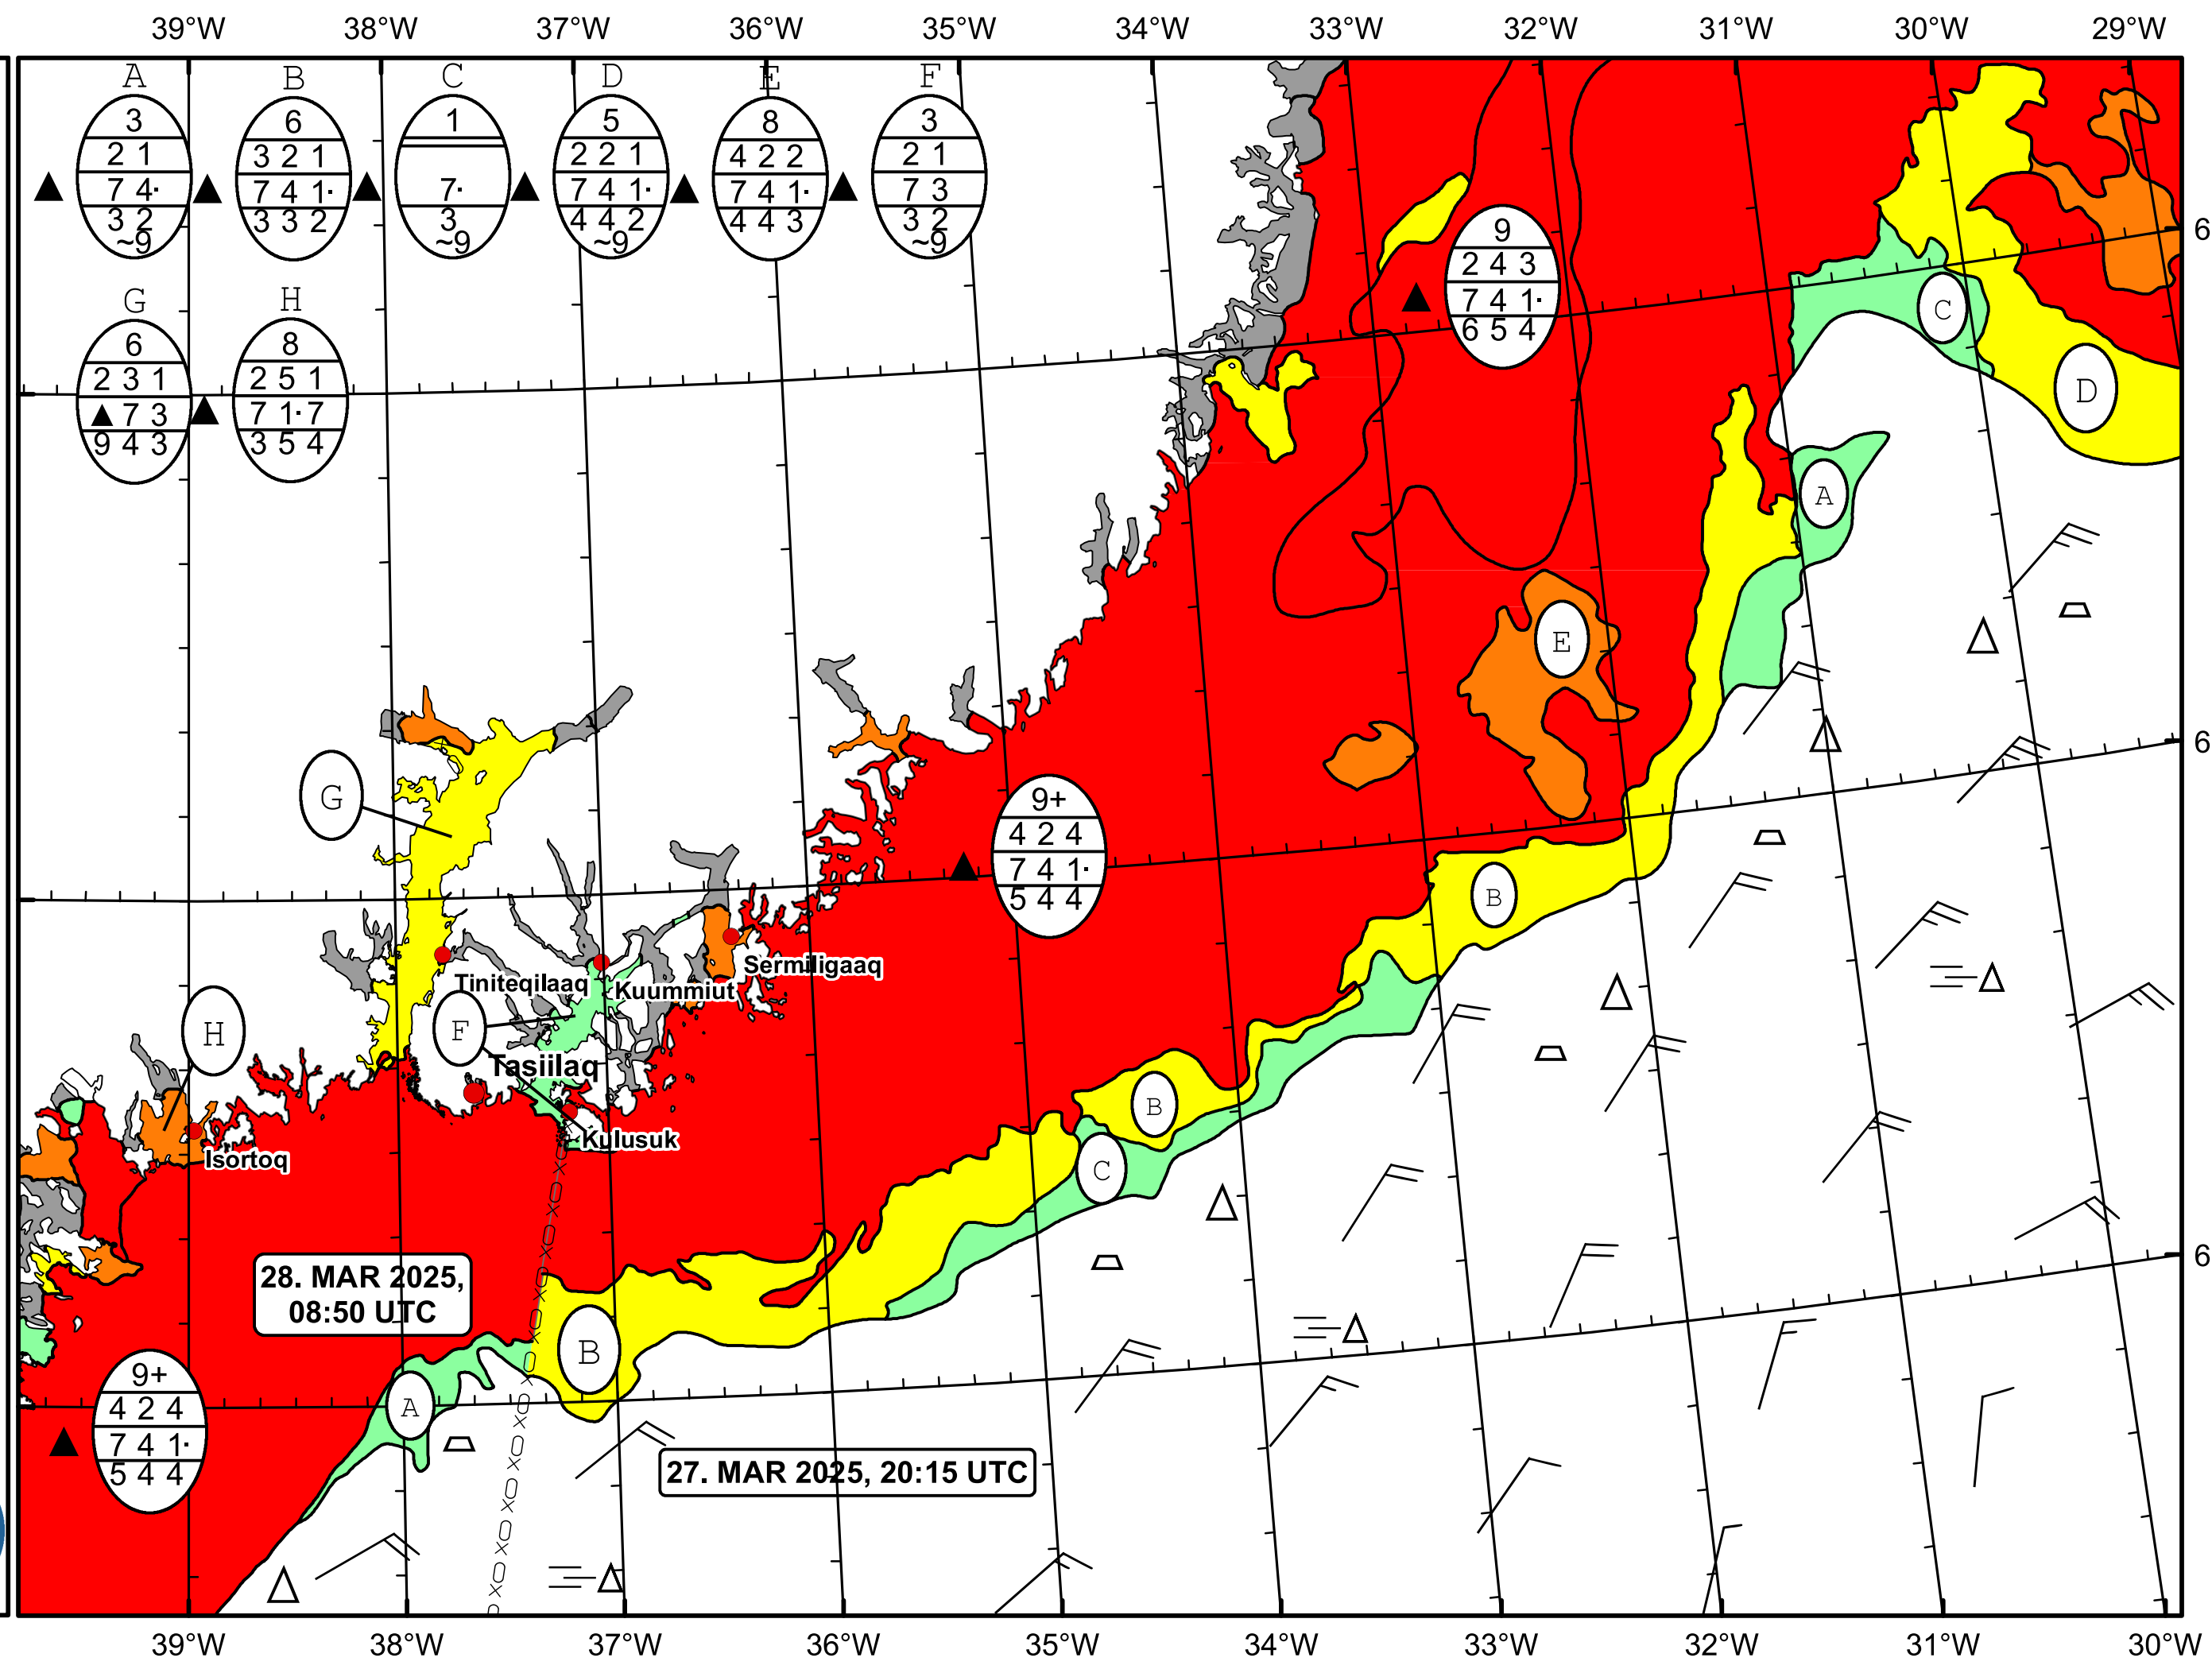 39°W 38°W 37°W 36°W 35°W 34°W 33°W 32°W 31°W 30°W 29°W
A B C D E F
3 6 1 5 8 3
2 1 3 2 1 2 2 1 4 2 2 2 1
7 4· 7 4 1· 7· 7 4 1· 7 4 1· 7 3
3 2 3 3 2 3 4 4 2 4 4 3 3 2
~9 ~9 ~9 ~9
9
2 4 3
7 4 1·
6 5 4
6
G H
6 8
2 3 1 2 5 1
7 3 7 1·7
9 4 3 3 5 4
C
D
A
E
6
G
9+
4 2 4
7 4 1·
5 4 4
B
Sermiligaaq
Tiniteqilaaq
Kuummiut
H
F
Tasiilaq
B
Kulusuk
Isortoq
C
6
28. MAR 2025,
08:50 UTC
B
9+
4 2 4
7 4 1·
5 4 4
A
27. MAR 2025, 20:15 UTC
39°W 38°W 37°W 36°W 35°W 34°W 33°W 32°W 31°W 30°W